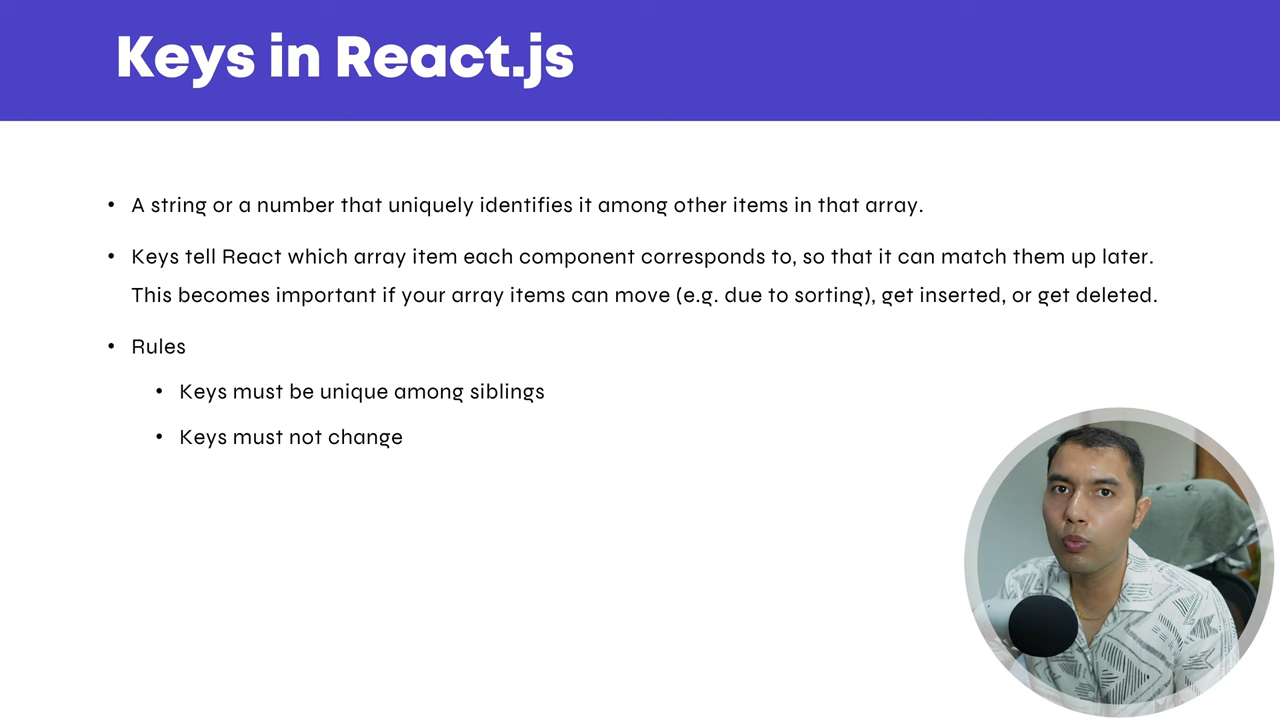 Keys in React.js
• A string or a number that uniquely identifies it among other items in that array.
• Keys tell React which array item each component corresponds to, so that it can match them up later.
This becomes important if your array items can move (e.g. due to sorting), get inserted, or get deleted.
• Rules
• Keys must be unique among siblings
• Keys must not change